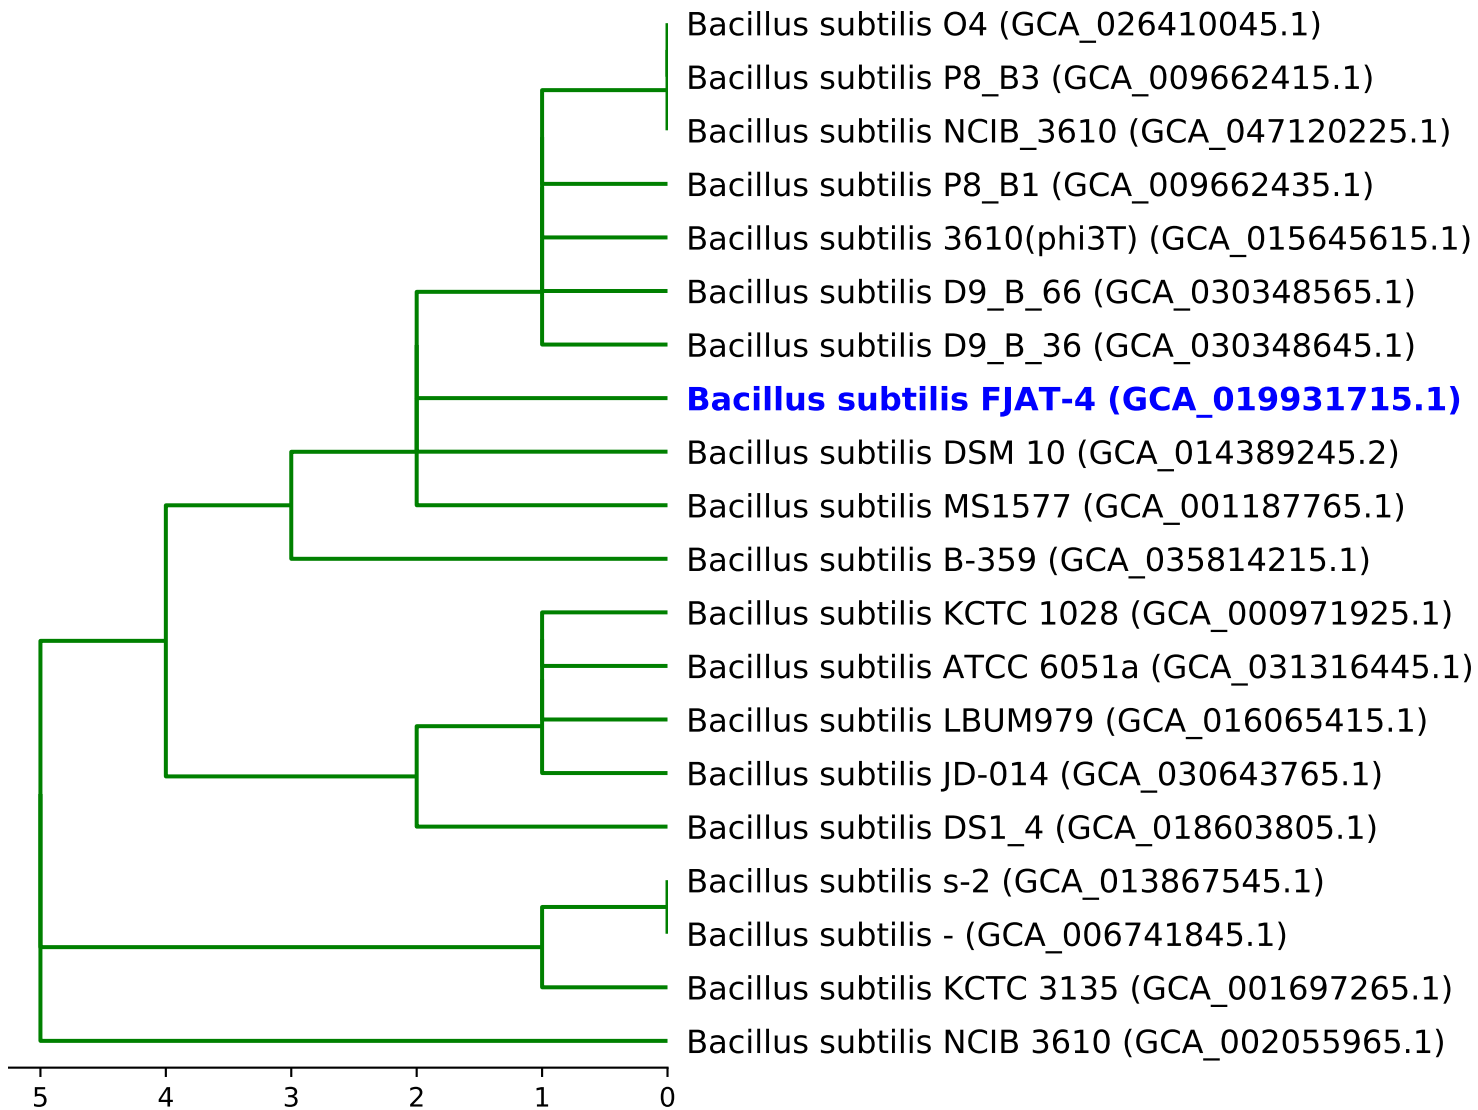 Bacillus subtilis O4 (GCA_026410045.1)
Bacillus subtilis P8_B3 (GCA_009662415.1)
Bacillus subtilis NCIB_3610 (GCA_047120225.1)
Bacillus subtilis P8_B1 (GCA_009662435.1)
Bacillus subtilis 3610(phi3T) (GCA_015645615.1)
Bacillus subtilis D9_B_66 (GCA_030348565.1)
Bacillus subtilis D9_B_36 (GCA_030348645.1)
Bacillus subtilis FJAT-4 (GCA_019931715.1)
Bacillus subtilis DSM 10 (GCA_014389245.2)
Bacillus subtilis MS1577 (GCA_001187765.1)
Bacillus subtilis B-359 (GCA_035814215.1)
Bacillus subtilis KCTC 1028 (GCA_000971925.1)
Bacillus subtilis ATCC 6051a (GCA_031316445.1)
Bacillus subtilis LBUM979 (GCA_016065415.1)
Bacillus subtilis JD-014 (GCA_030643765.1)
Bacillus subtilis DS1_4 (GCA_018603805.1)
Bacillus subtilis s-2 (GCA_013867545.1)
Bacillus subtilis - (GCA_006741845.1)
Bacillus subtilis KCTC 3135 (GCA_001697265.1)
Bacillus subtilis NCIB 3610 (GCA_002055965.1)
5 4 3 2 1 0